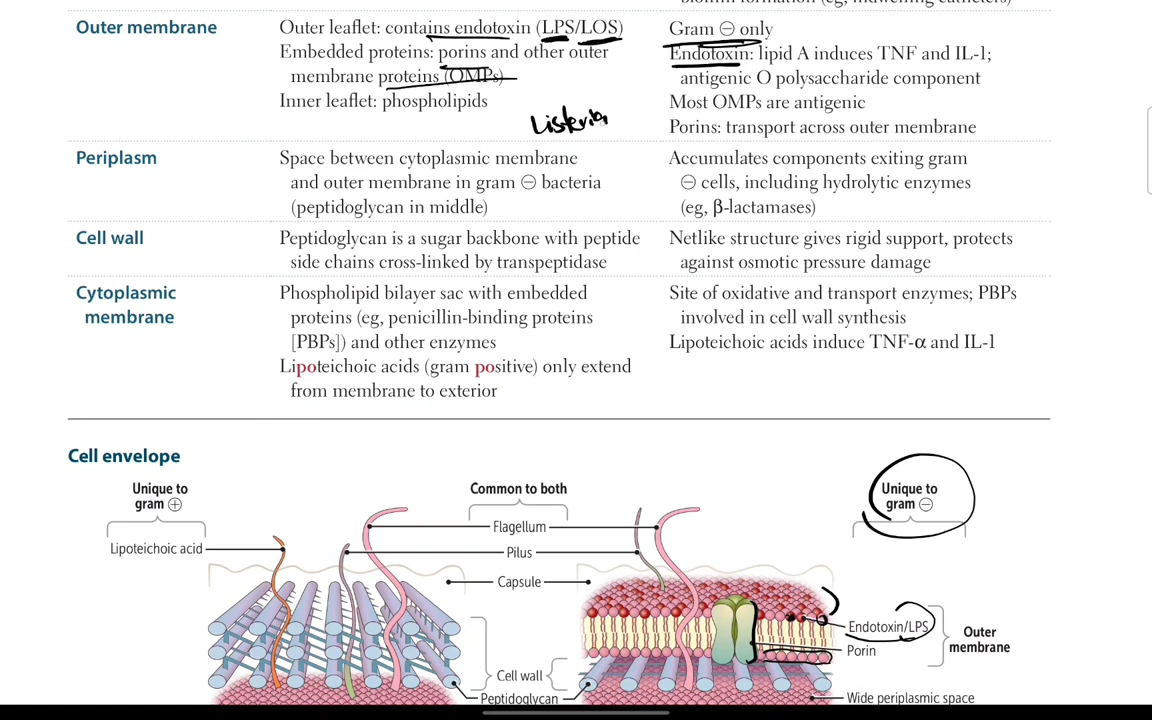 Outer membrane
Outer leaflet: contains endotoxin (LPS/LOS)
Embedded proteins: porins and other outer
membrane proteins (OMPs)
Inner leaflet: phospholipids
Listeria
Gram ⊖ only
Endotoxin: lipid A induces TNF and IL-1;
antigenic O polysaccharide component
Most OMPs are antigenic
Porins: transport across outer membrane
Periplasm
Space between cytoplasmic membrane
and outer membrane in gram ⊖ bacteria
(peptidoglycan in middle)
Accumulates components exiting gram
⊖ cells, including hydrolytic enzymes
(eg, β-lactamases)
Cell wall
Peptidoglycan is a sugar backbone with peptide
side chains cross-linked by transpeptidase
Netlike structure gives rigid support, protects
against osmotic pressure damage
Cytoplasmic
membrane
Phospholipid bilayer sac with embedded
proteins (eg, penicillin-binding proteins
[PBPs]) and other enzymes
Lipoteichoic acids (gram positive) only extend
from membrane to exterior
Site of oxidative and transport enzymes; PBPs
involved in cell wall synthesis
Lipoteichoic acids induce TNF-α and IL-1
Cell envelope
Unique to
gram ⊕
Common to both
Unique to
gram ⊖
Flagellum
Lipoteichoic acid
Pilus
Capsule
Endotoxin/LPS
Porin
Outer
membrane
Cell wall
Peptidoglycan
Wide periplasmic space